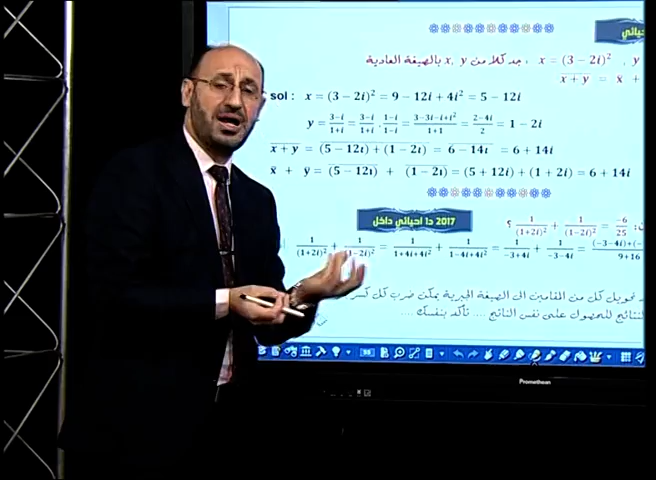 حيائي
x = (3 − 2i)² , y
، جد كلا من x, y بالصيغة العادية
x̅+̅y̅ = x̅ +
sol : x = (3 − 2i)² = 9 − 12i + 4i² = 5 − 12i
y = 3−i/1+i = 3−i/1+i . 1−i/1−i = 3−3i−i+i²/1+1 = 2−4i/2 = 1 − 2i
x̅+̅y̅ = (5 − 12i) + (1 − 2i) = 6 − 14i = 6 + 14i
x̅ + y̅ = (5 − 12i) + (1 − 2i) = (5 + 12i) + (1 + 2i) = 6 + 14i
2017 د1 احيائي داخل
1/(1+2i)² + 1/(1−2i)² = −6/25 ؟
1/(1+2i)² + 1/(1−2i)² = 1/1+4i+4i² + 1/1−4i+4i² = 1/−3+4i + 1/−3−4i = (−3−4i)+(−/9+16
تحويل كل من المقامين الى الصيغة الجبرية يمكن ضرب كل كسر
للحصول على نفس الناتج .... تأكد بنفسك ....
Promethean